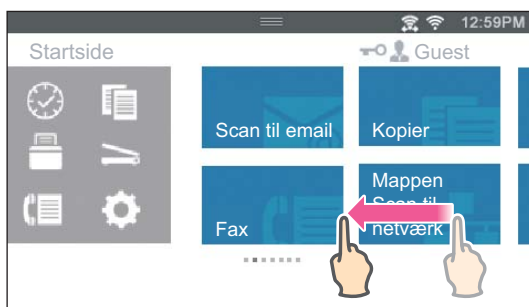 12:59PM
Startside
Guest
Scan til email
Kopier
Fax
Mappen
Scan til
netværk